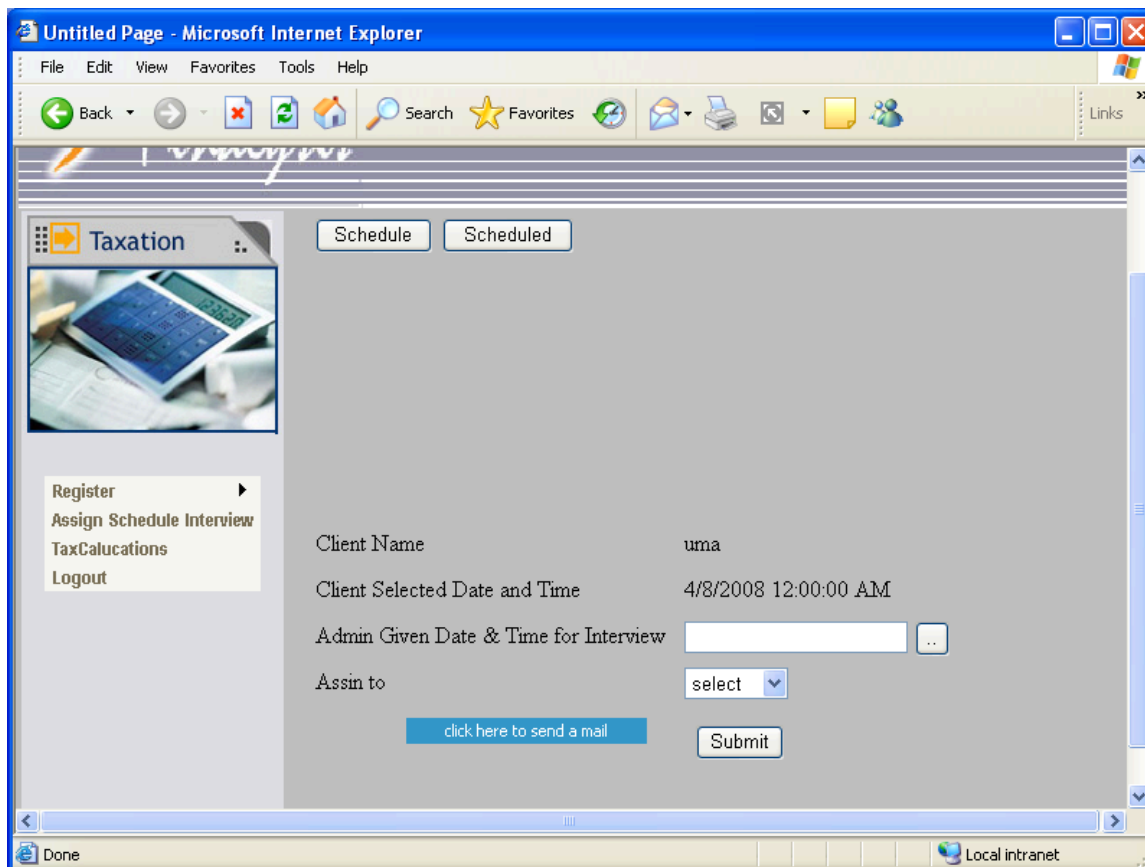 Untitled Page - Microsoft Internet Explorer
File Edit View Favorites Tools Help
Back Search Favorites Links
Taxation
Schedule Scheduled
Register
Assign Schedule Interview
TaxCalucations
Logout
Client Name uma
Client Selected Date and Time 4/8/2008 12:00:00 AM
Admin Given Date & Time for Interview ..
Assin to select
click here to send a mail Submit
Done Local intranet